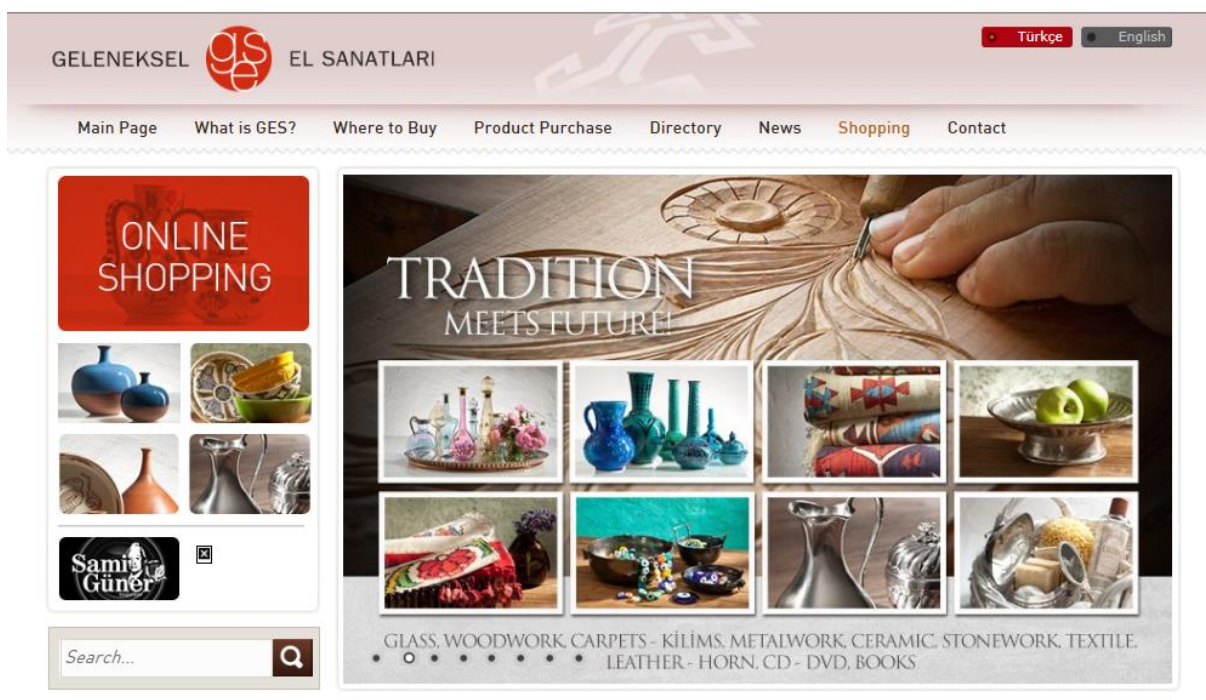 GELENEKSEL ges EL SANATLARI
Türkçe English
Main Page What is GES? Where to Buy Product Purchase Directory News Shopping Contact
ONLINE
SHOPPING
TRADITION
MEETS FUTURE!
Sami
Güner
Search...
GLASS, WOODWORK, CARPETS - KİLİMS, METALWORK, CERAMIC, STONEWORK, TEXTILE,
LEATHER - HORN, CD - DVD, BOOKS